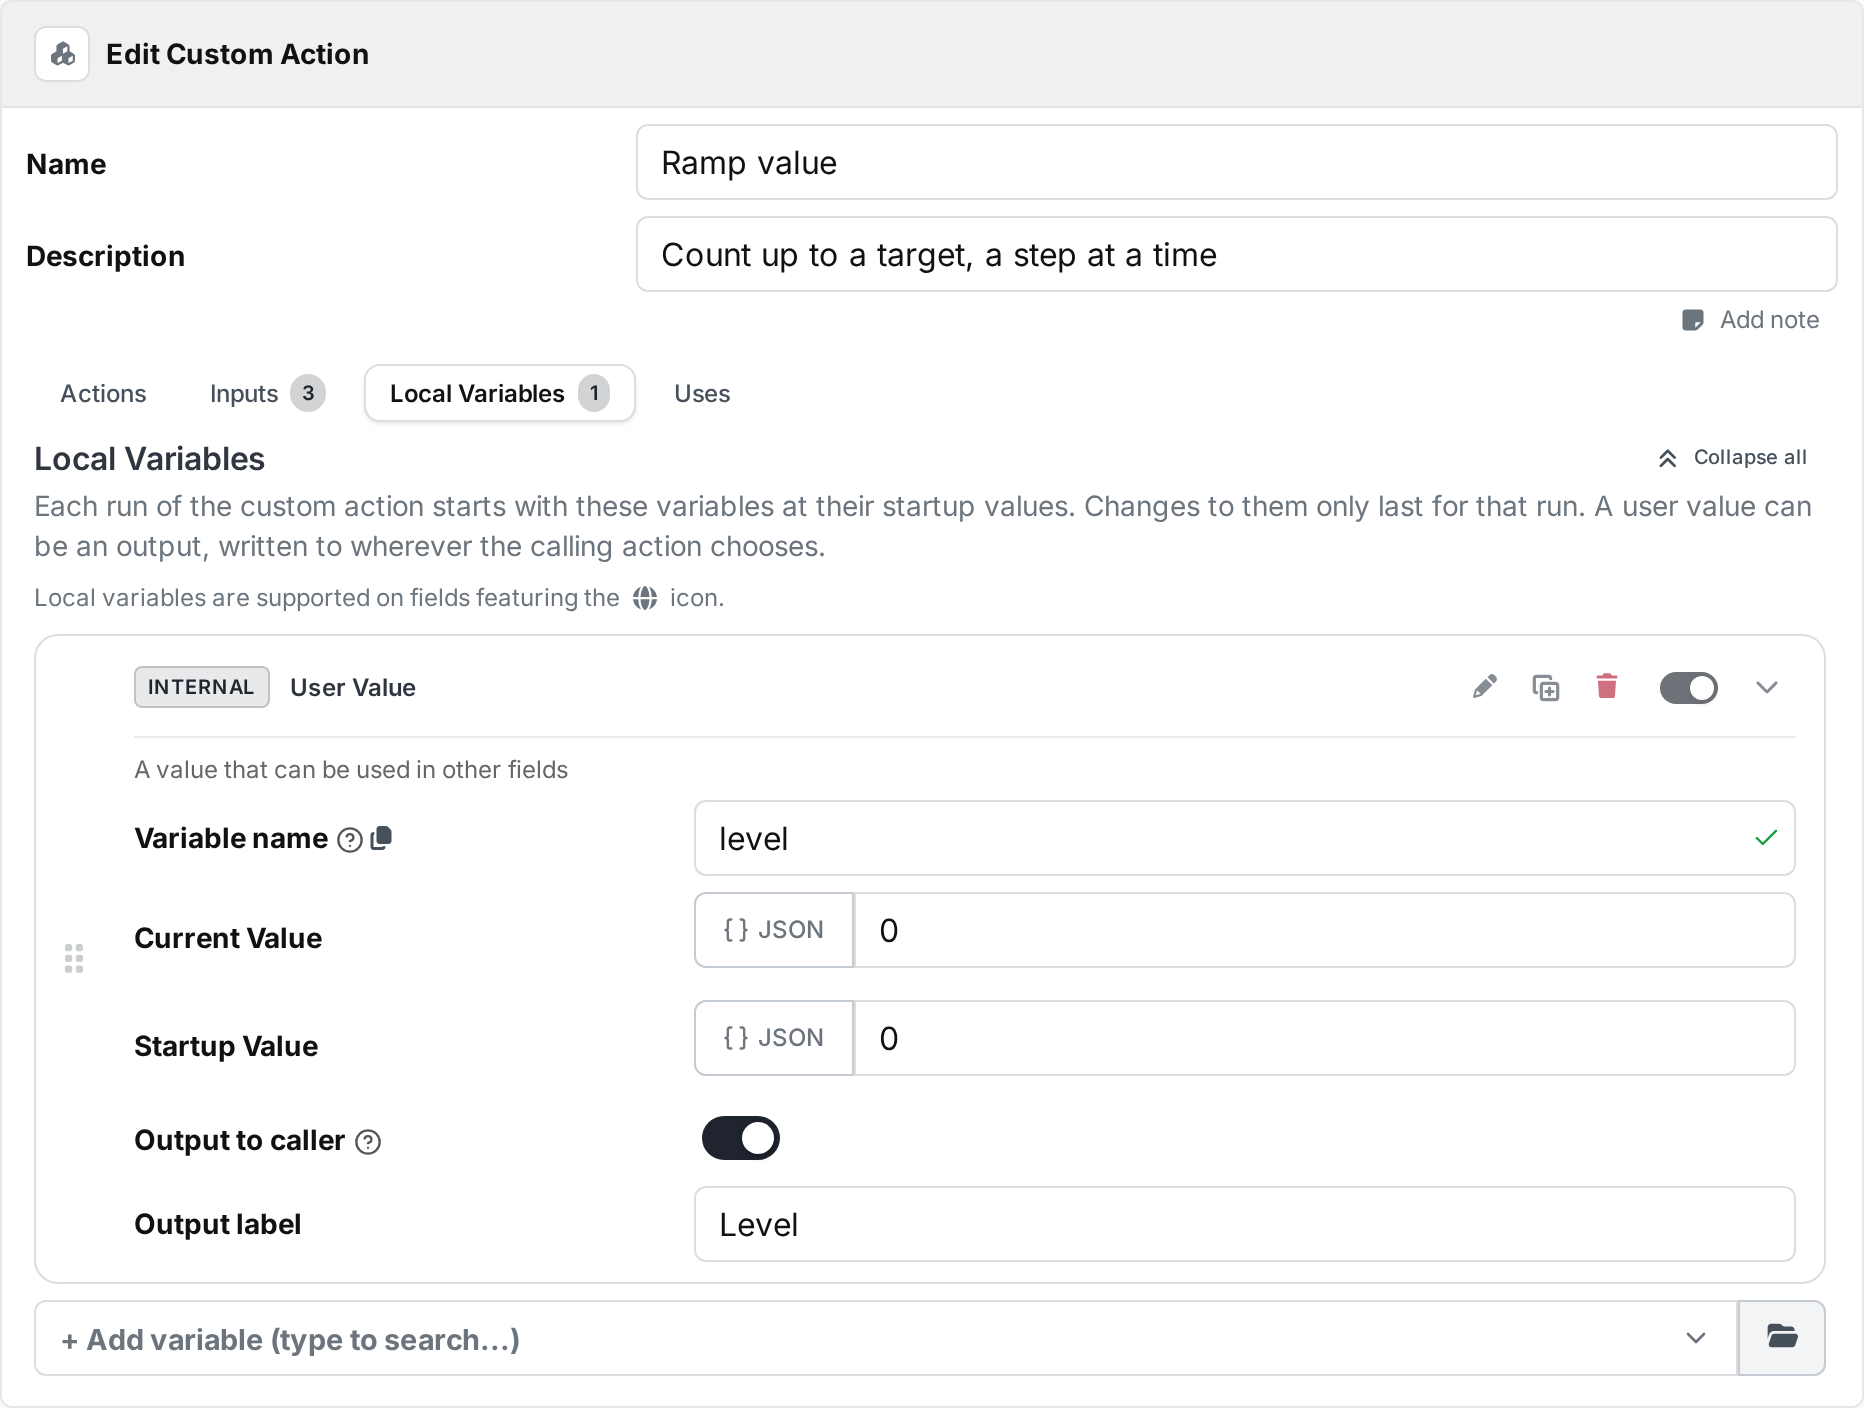 Edit Custom Action
Name
Ramp value
Description
Count up to a target, a step at a time
Add note
Actions
Inputs 3
Local Variables 1
Uses
Local Variables
Collapse all
Each run of the custom action starts with these variables at their startup values. Changes to them only last for that run. A user value can
be an output, written to wherever the calling action chooses.
Local variables are supported on fields featuring the icon.
INTERNAL User Value
A value that can be used in other fields
Variable name
level
Current Value
{} JSON 0
Startup Value
{} JSON 0
Output to caller
Output label
Level
+ Add variable (type to search...)